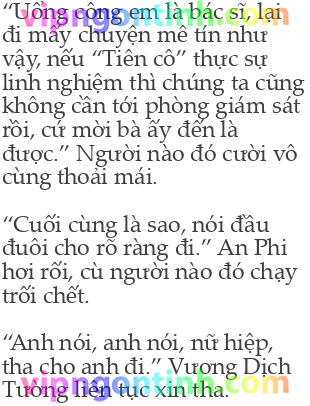 “Uổng công em là bác sĩ, lại
đi mấy chuyện mê tín như
vậy, nếu “Tiên cô” thực sự
linh nghiệm thì chúng ta cũng
không cần tới phòng giám sát
rồi, cứ mời bà ấy đến là
được.” Người nào đó cười vô
cùng thoải mái.
“Cuối cùng là sao, nói đầu
đuôi cho rõ ràng đi.” An Phi
hơi rối, cù người nào đó chạy
trối chết.
“Anh nói, anh nói, nữ hiệp,
tha cho anh đi.” Vương Dịch
Tưởng liên tục xin tha.
vipngontinh.com
vipngontinh.com